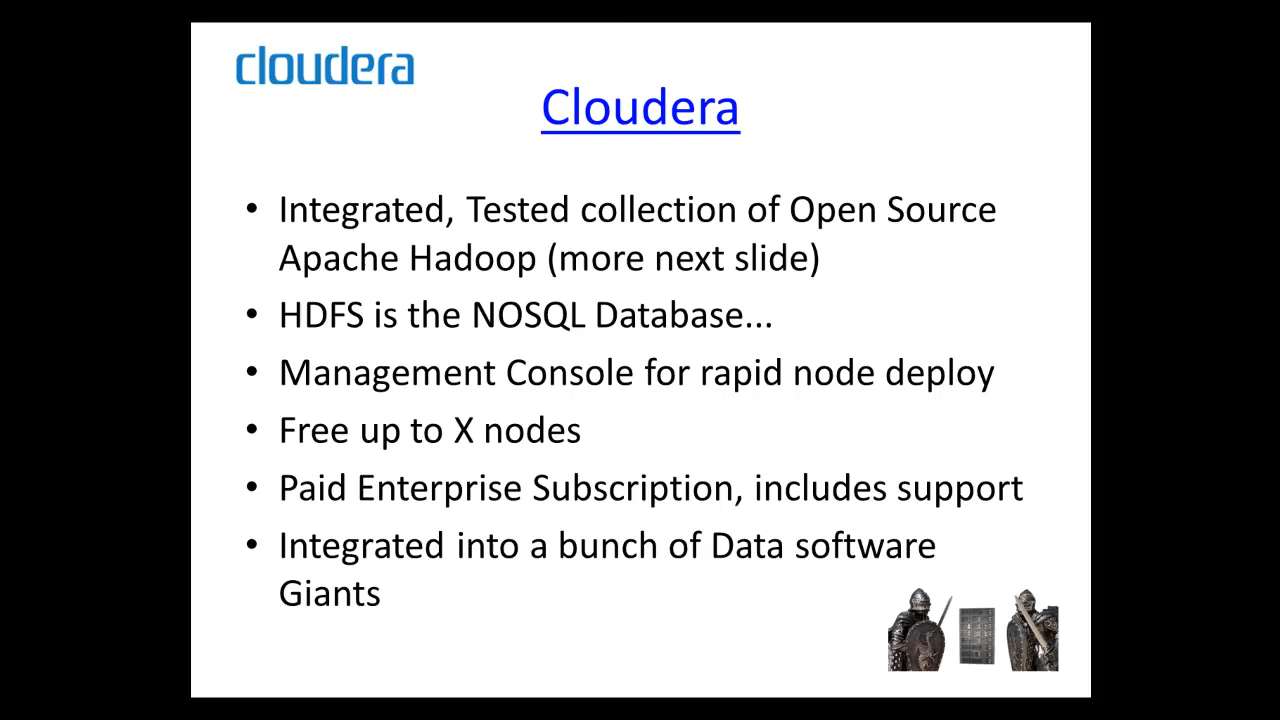 cloudera
Cloudera
• Integrated, Tested collection of Open Source
Apache Hadoop (more next slide)
• HDFS is the NOSQL Database...
• Management Console for rapid node deploy
• Free up to X nodes
• Paid Enterprise Subscription, includes support
• Integrated into a bunch of Data software
Giants